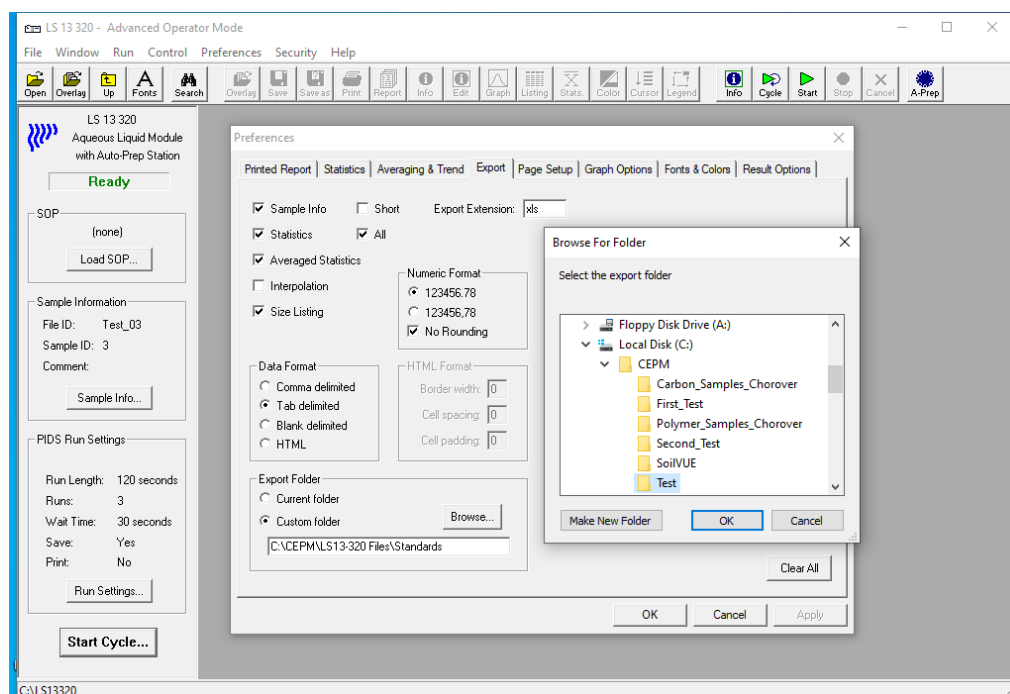 LS 13 320 - Advanced Operator Mode
File Window Run Control Preferences Security Help
Open Overlay Up Fonts Search Overlay Save Save as Print Report Info Edit Graph Listing Stats. Color Cursor Legend Info Cycle Start Stop Cancel A-Prep
LS 13 320
Aqueous Liquid Module
with Auto-Prep Station
Ready
SOP
(none)
Load SOP...
Sample Information
File ID: Test_03
Sample ID: 3
Comment:
Sample Info...
PIDS Run Settings
Run Length: 120 seconds
Runs: 3
Wait Time: 30 seconds
Save: Yes
Print: No
Run Settings...
Start Cycle...
C:\LS13320
Preferences
Printed Report Statistics Averaging & Trend Export Page Setup Graph Options Fonts & Colors Result Options
Sample Info Short Export Extension: xls
Statistics All
Averaged Statistics
Interpolation
Size Listing
Numeric Format
123456.78
123456,78
No Rounding
Data Format
Comma delimited
Tab delimited
Blank delimited
HTML
HTML Format
Border width: 0
Cell spacing: 0
Cell padding: 0
Export Folder
Current folder
Custom folder
Browse...
C:\CEPM\LS13-320 Files\Standards
Clear All
OK Cancel Apply
Browse For Folder
Select the export folder
Floppy Disk Drive (A:)
Local Disk (C:)
CEPM
Carbon_Samples_Chorover
First_Test
Polymer_Samples_Chorover
Second_Test
SoilVUE
Test
Make New Folder OK Cancel